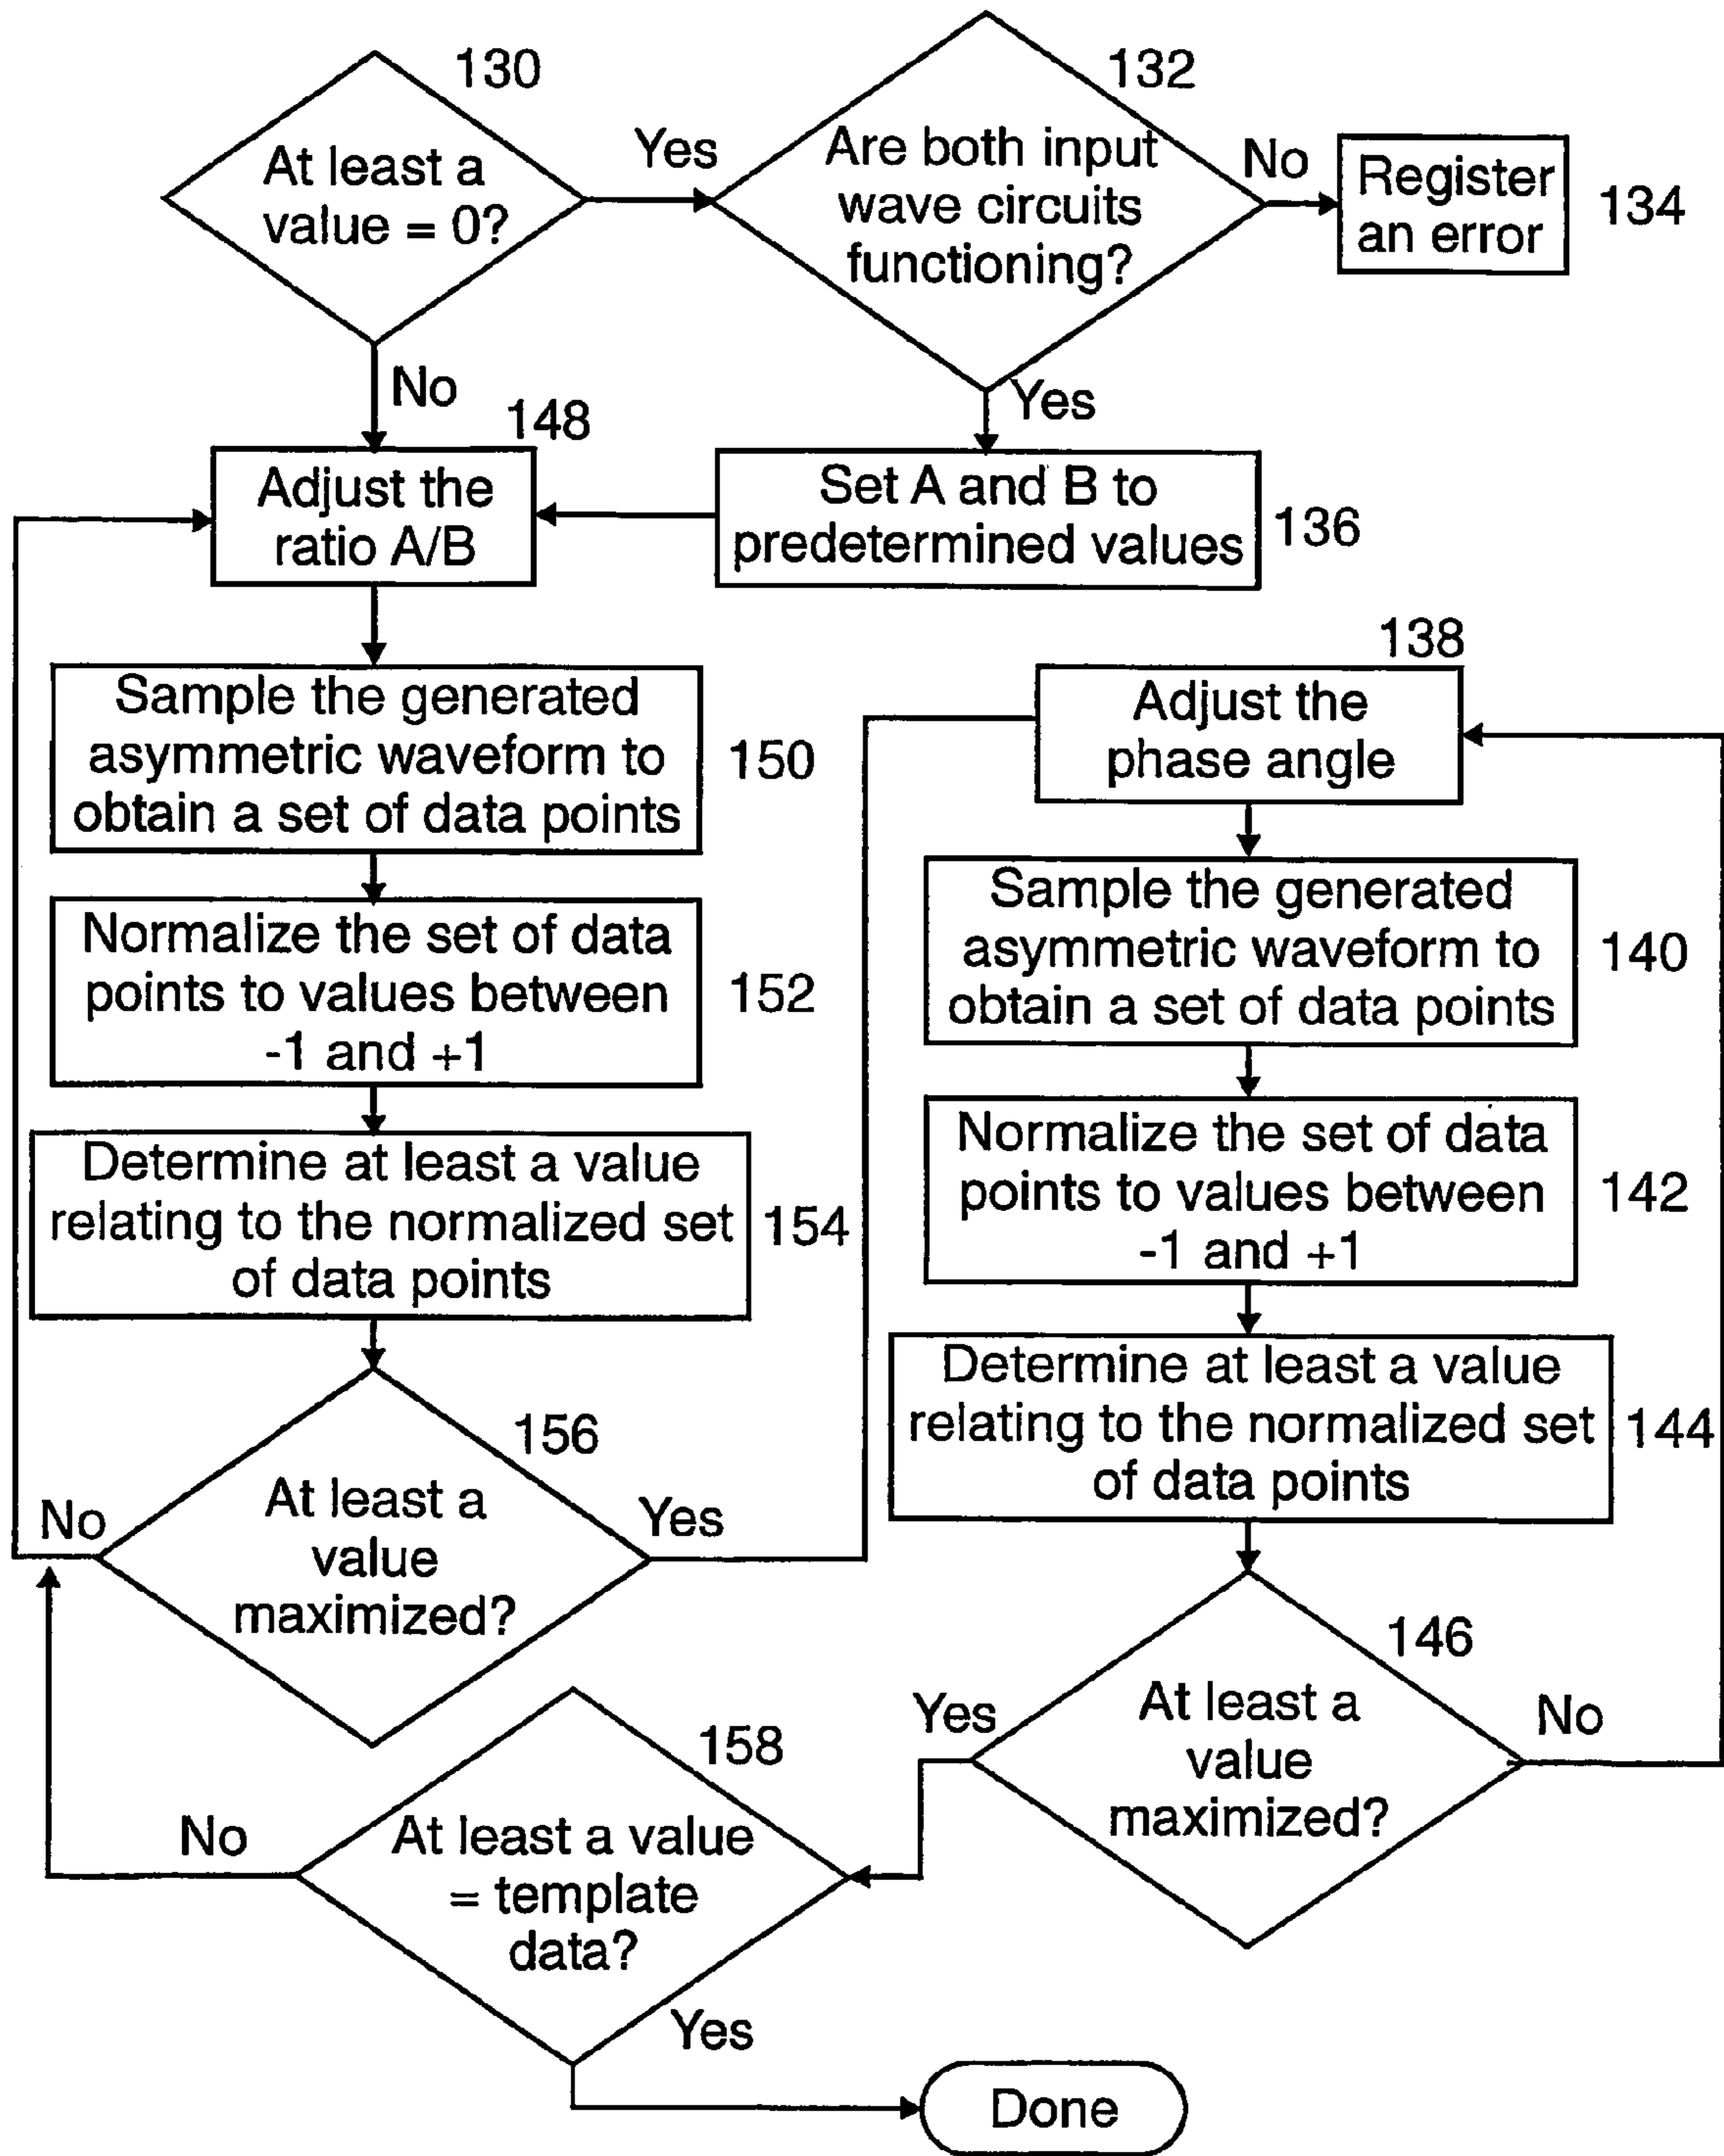 130
At least a
value = 0?
Yes
132
Are both input
wave circuits
functioning?
No
Register
an error
134
No
Yes
148
Adjust the
ratio A/B
Set A and B to
predetermined values
136
Sample the generated
asymmetric waveform to
obtain a set of data points
150
Normalize the set of data
points to values between
-1 and +1
152
Determine at least a value
relating to the normalized set
of data points
154
156
At least a
value
maximized?
No
Yes
138
Adjust the
phase angle
Sample the generated
asymmetric waveform to
obtain a set of data points
140
Normalize the set of data
points to values between
-1 and +1
142
Determine at least a value
relating to the normalized set
of data points
144
146
At least a
value
maximized?
Yes
No
158
At least a value
= template
data?
No
Yes
Done